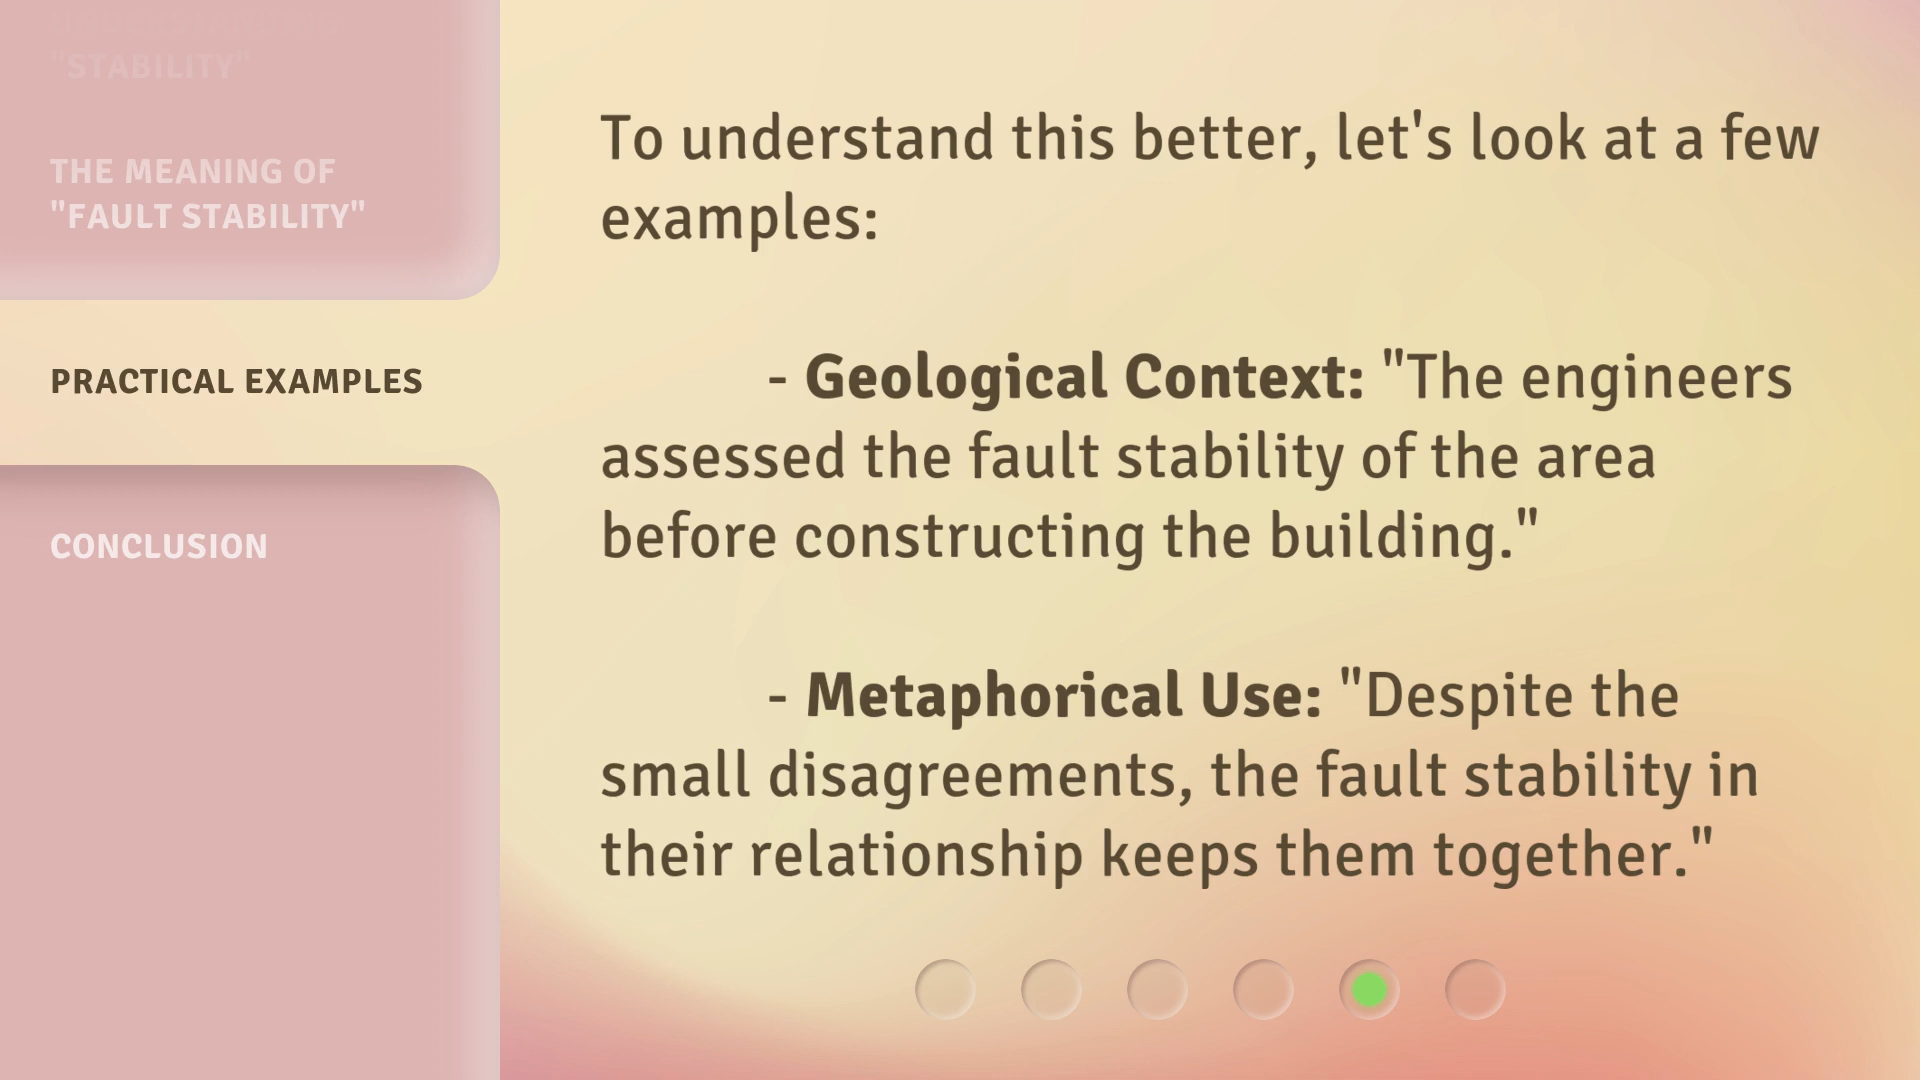 UNDERSTANDING
"STABILITY"
THE MEANING OF
"FAULT STABILITY"
PRACTICAL EXAMPLES
CONCLUSION
To understand this better, let's look at a few
examples:
- Geological Context: "The engineers
assessed the fault stability of the area
before constructing the building."
- Metaphorical Use: "Despite the
small disagreements, the fault stability in
their relationship keeps them together."